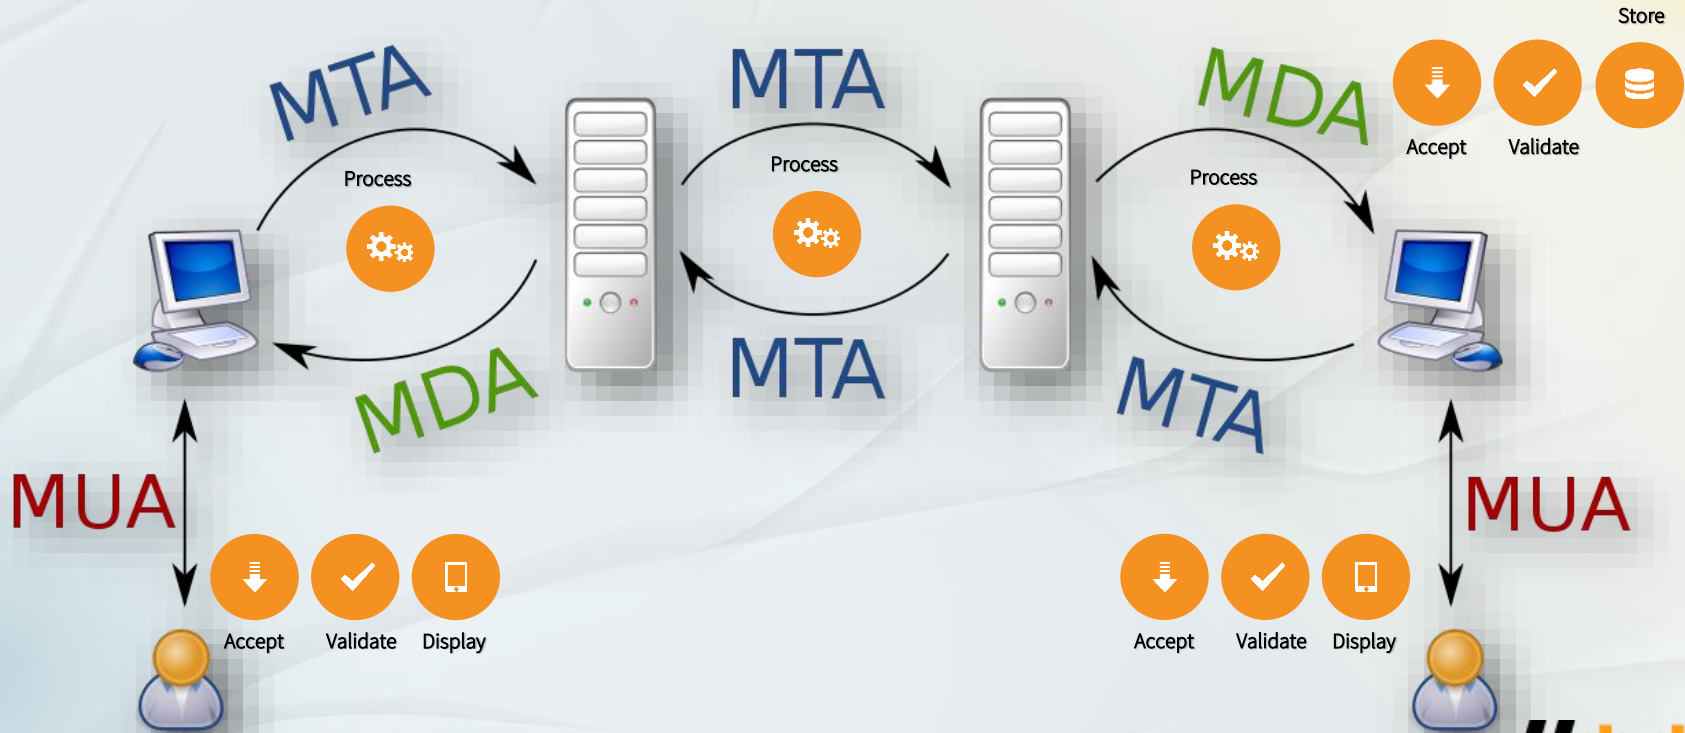 Store
MTA
MTA
MDA
Accept
Validate
Process
Process
Process
MTA
MDA
MTA
MUA
MUA
Accept
Validate
Display
Accept
Validate
Display